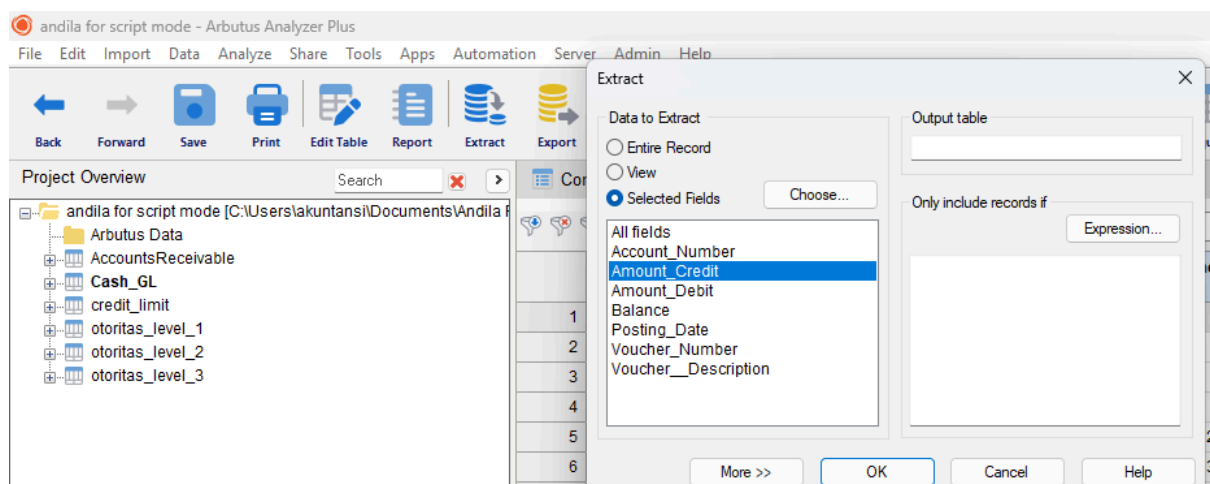 andila for script mode - Arbutus Analyzer Plus
File Edit Import Data Analyze Share Tools Apps Automation Server Admin Help
Back Forward Save Print Edit Table Report Extract Export
Project Overview
Search
andila for script mode [C:\Users\akuntansi\Documents\Andila
Arbutus Data
AccountsReceivable
Cash_GL
credit_limit
otoritas_level_1
otoritas_level_2
otoritas_level_3
1
2
3
4
5
6
Extract
Data to Extract
Entire Record
View
Selected Fields
Choose...
All fields
Account_Number
Amount_Credit
Amount_Debit
Balance
Posting_Date
Voucher_Number
Voucher__Description
Output table
Only include records if
Expression...
More >>
OK
Cancel
Help